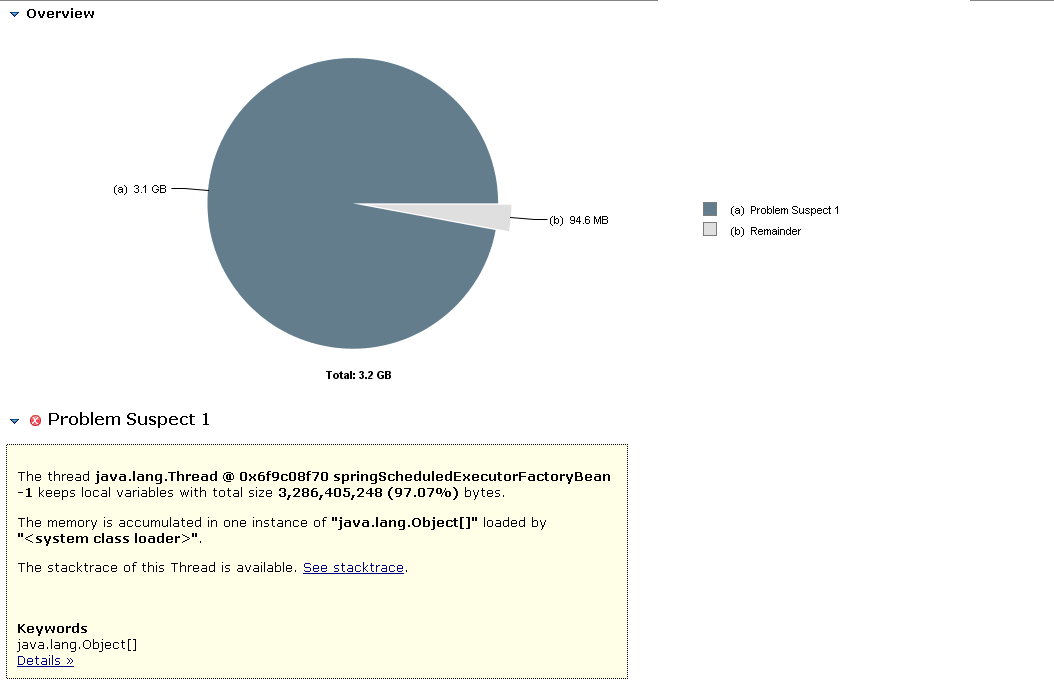 Overview
(a) 3.1 GB
(b) 94.6 MB
(a) Problem Suspect 1
(b) Remainder
Total: 3.2 GB
Problem Suspect 1
The thread java.lang.Thread @ 0x6f9c08f70 springScheduledExecutorFactoryBean
-1 keeps local variables with total size 3,286,405,248 (97.07%) bytes.
The memory is accumulated in one instance of "java.lang.Object[]" loaded by
"<system class loader>".
The stacktrace of this Thread is available. See stacktrace.
Keywords
java.lang.Object[]
Details »